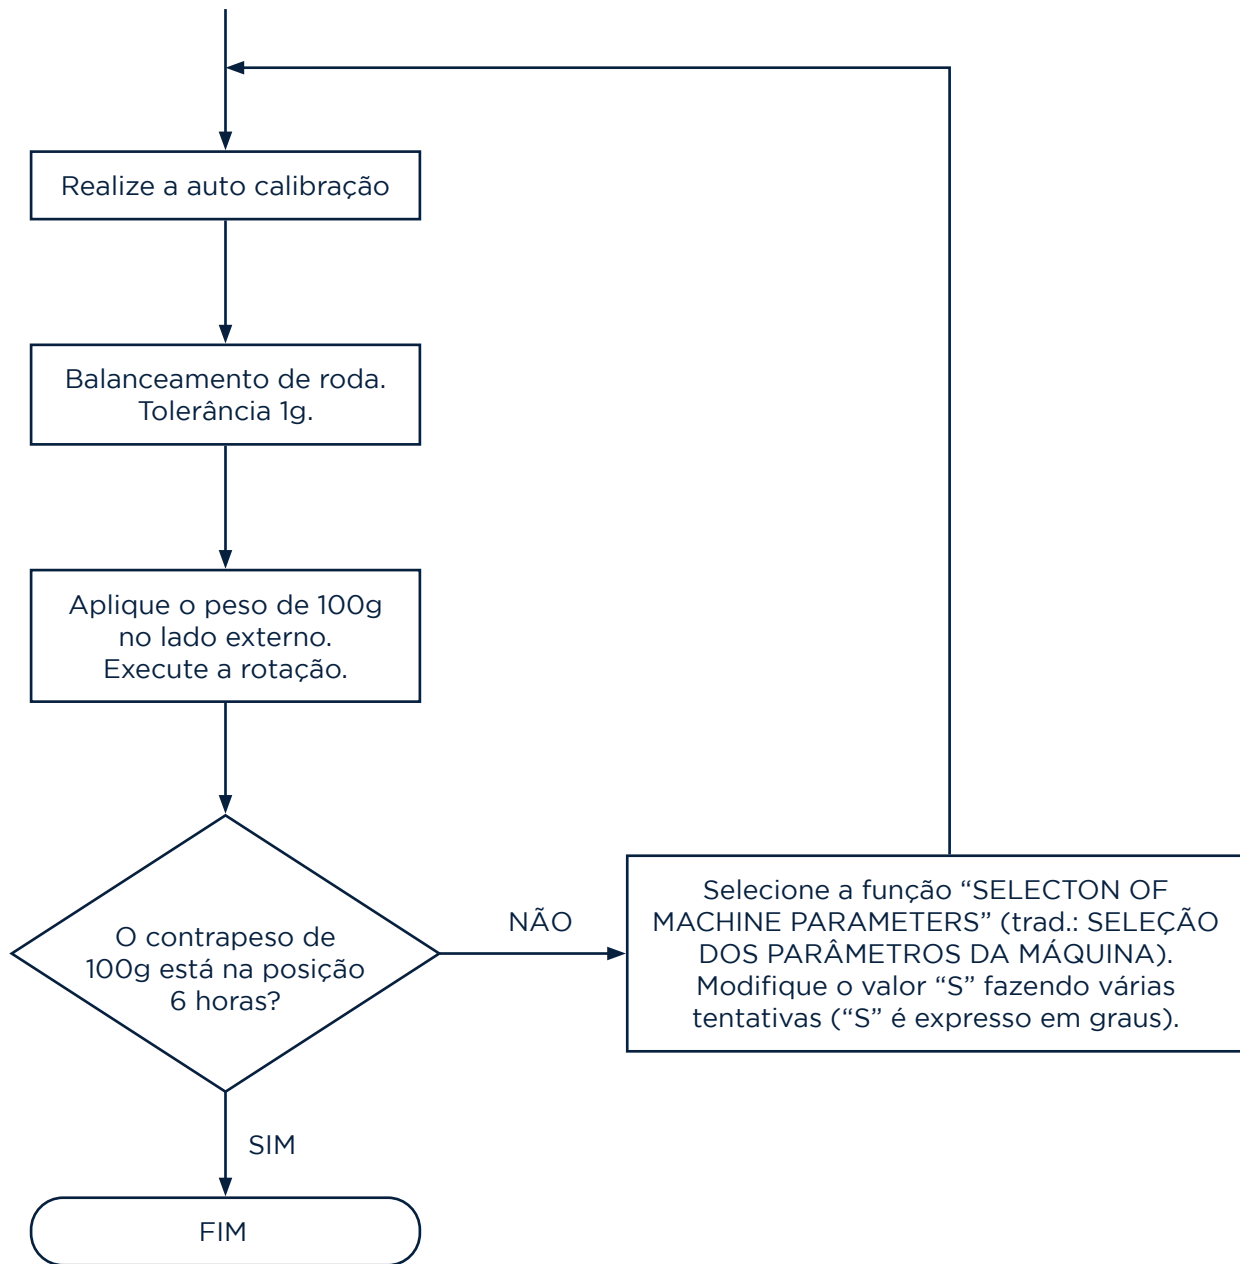 Realize a auto calibração
Balanceamento de roda.
Tolerância 1g.
Aplique o peso de 100g
no lado externo.
Execute a rotação.
O contrapeso de
100g está na posição
6 horas?
NÃO
Selecione a função “SELECTON OF
MACHINE PARAMETERS” (trad.: SELEÇÃO
DOS PARÂMETROS DA MÁQUINA).
Modifique o valor “S” fazendo várias
tentativas (“S” é expresso em graus).
SIM
FIM